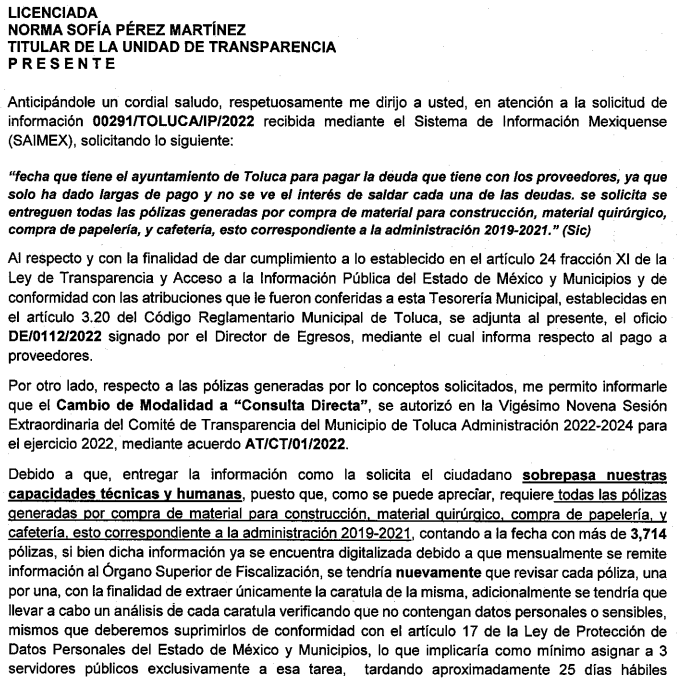 LICENCIADA
NORMA SOFÍA PÉREZ MARTÍNEZ
TITULAR DE LA UNIDAD DE TRANSPARENCIA
P R E S E N T E
Anticipándole un cordial saludo, respetuosamente me dirijo a usted, en atención a la solicitud de
información 00291/TOLUCA/IP/2022 recibida mediante el Sistema de Información Mexiquense
(SAIMEX), solicitando lo siguiente:
“fecha que tiene el ayuntamiento de Toluca para pagar la deuda que tiene con los proveedores, ya que
solo ha dado largas de pago y no se ve el interés de saldar cada una de las deudas. se solicita se
entreguen todas las pólizas generadas por compra de material para construcción, material quirúrgico,
compra de papelería, y cafetería, esto correspondiente a la administración 2019-2021.” (Sic)
Al respecto y con la finalidad de dar cumplimiento a lo establecido en el artículo 24 fracción XI de la
Ley de Transparencia y Acceso a la Información Pública del Estado de México y Municipios y de
conformidad con las atribuciones que le fueron conferidas a esta Tesorería Municipal, establecidas en
el artículo 3.20 del Código Reglamentario Municipal de Toluca, se adjunta al presente, el oficio
DE/0112/2022 signado por el Director de Egresos, mediante el cual informa respecto al pago a
proveedores.
Por otro lado, respecto a las pólizas generadas por lo conceptos solicitados, me permito informarle
que el Cambio de Modalidad a “Consulta Directa”, se autorizó en la Vigésimo Novena Sesión
Extraordinaria del Comité de Transparencia del Municipio de Toluca Administración 2022-2024 para
el ejercicio 2022, mediante acuerdo AT/CT/01/2022.
Debido a que, entregar la información como la solicita el ciudadano sobrepasa nuestras
capacidades técnicas y humanas, puesto que, como se puede apreciar, requiere todas las pólizas
generadas por compra de material para construcción, material quirúrgico, compra de papelería, y
cafetería, esto correspondiente a la administración 2019-2021, contando a la fecha con más de 3,714
pólizas, si bien dicha información ya se encuentra digitalizada debido a que mensualmente se remite
información al Órgano Superior de Fiscalización, se tendría nuevamente que revisar cada póliza, una
por una, con la finalidad de extraer únicamente la caratula de la misma, adicionalmente se tendría que
llevar a cabo un análisis de cada caratula verificando que no contengan datos personales o sensibles,
mismos que deberemos suprimirlos de conformidad con el artículo 17 de la Ley de Protección de
Datos Personales del Estado de México y Municipios, lo que implicaría como mínimo asignar a 3
servidores públicos exclusivamente a esa tarea, tardando aproximadamente 25 días hábiles